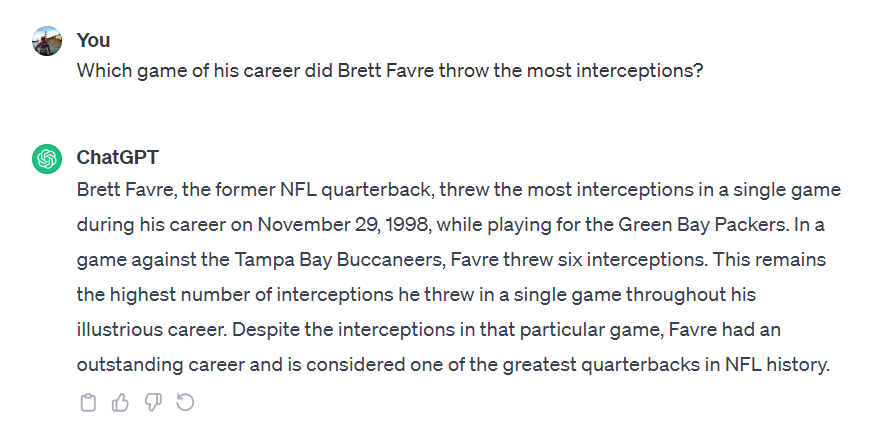 You
Which game of his career did Brett Favre throw the most interceptions?
ChatGPT
Brett Favre, the former NFL quarterback, threw the most interceptions in a single game
during his career on November 29, 1998, while playing for the Green Bay Packers. In a
game against the Tampa Bay Buccaneers, Favre threw six interceptions. This remains
the highest number of interceptions he threw in a single game throughout his
illustrious career. Despite the interceptions in that particular game, Favre had an
outstanding career and is considered one of the greatest quarterbacks in NFL history.